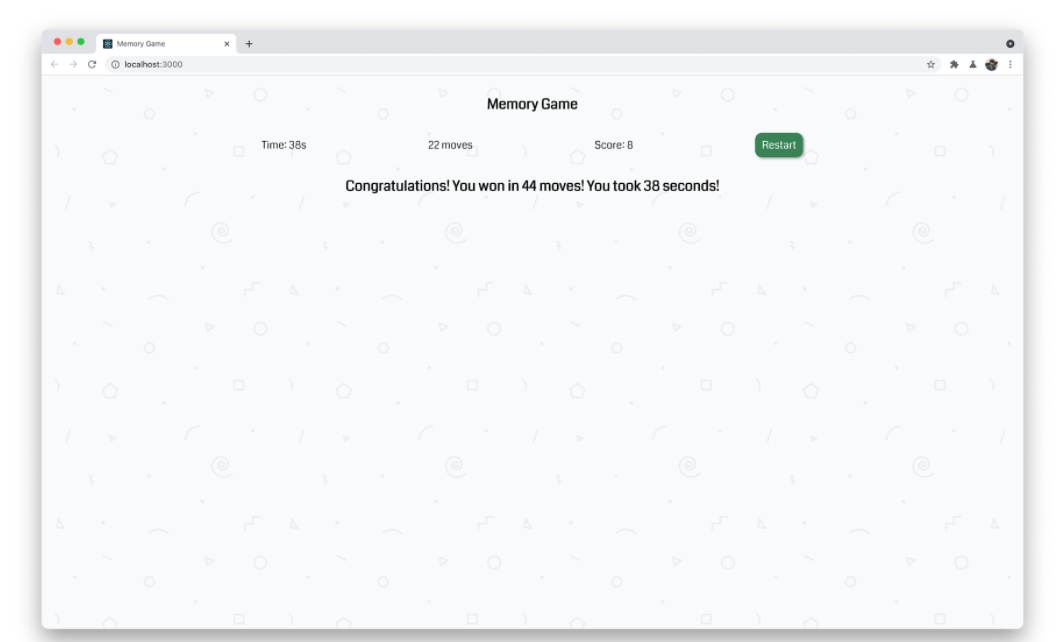 Memory Game
localhost:3000
Memory Game
Time: 38s 22 moves Score: 8 Restart
Congratulations! You won in 44 moves! You took 38 seconds!